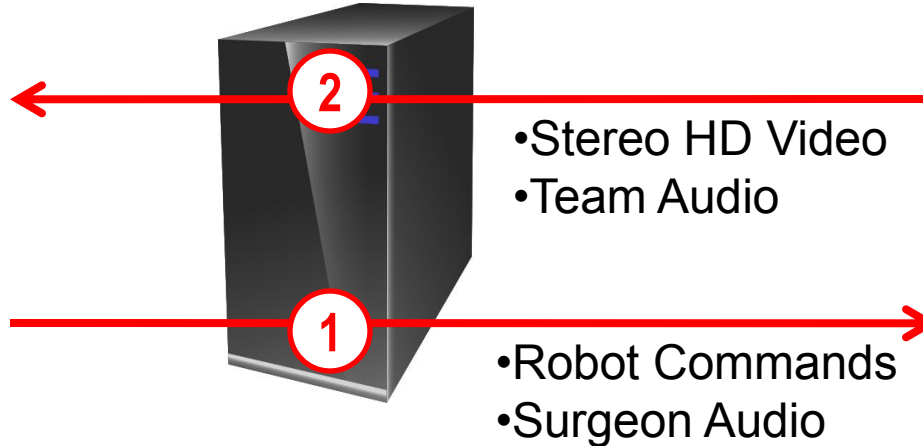 2
•Stereo HD Video
•Team Audio
1
•Robot Commands
•Surgeon Audio